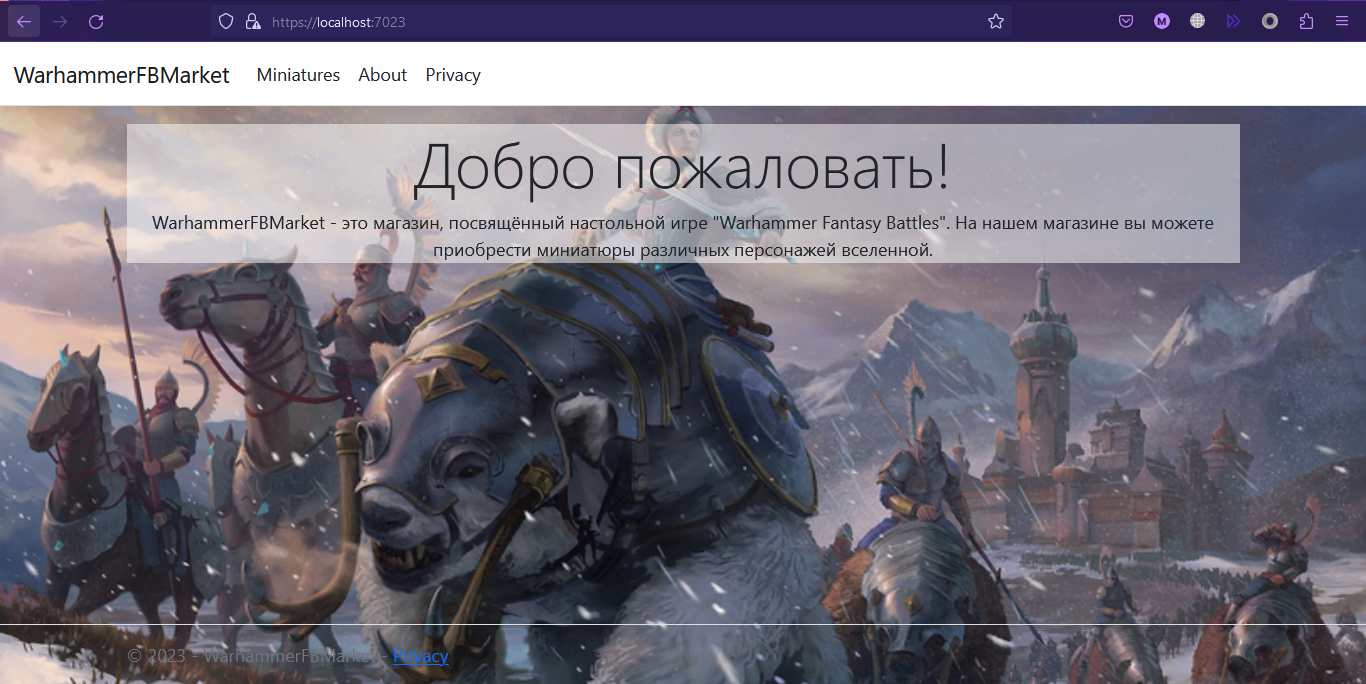 https://localhost:7023
M
WarhammerFBMarket Miniatures About Privacy
Добро пожаловать!
WarhammerFBMarket - это магазин, посвящённый настольной игре "Warhammer Fantasy Battles". На нашем магазине вы можете
приобрести миниатюры различных персонажей вселенной.
© 2023 - WarhammerFBMarket - Privacy